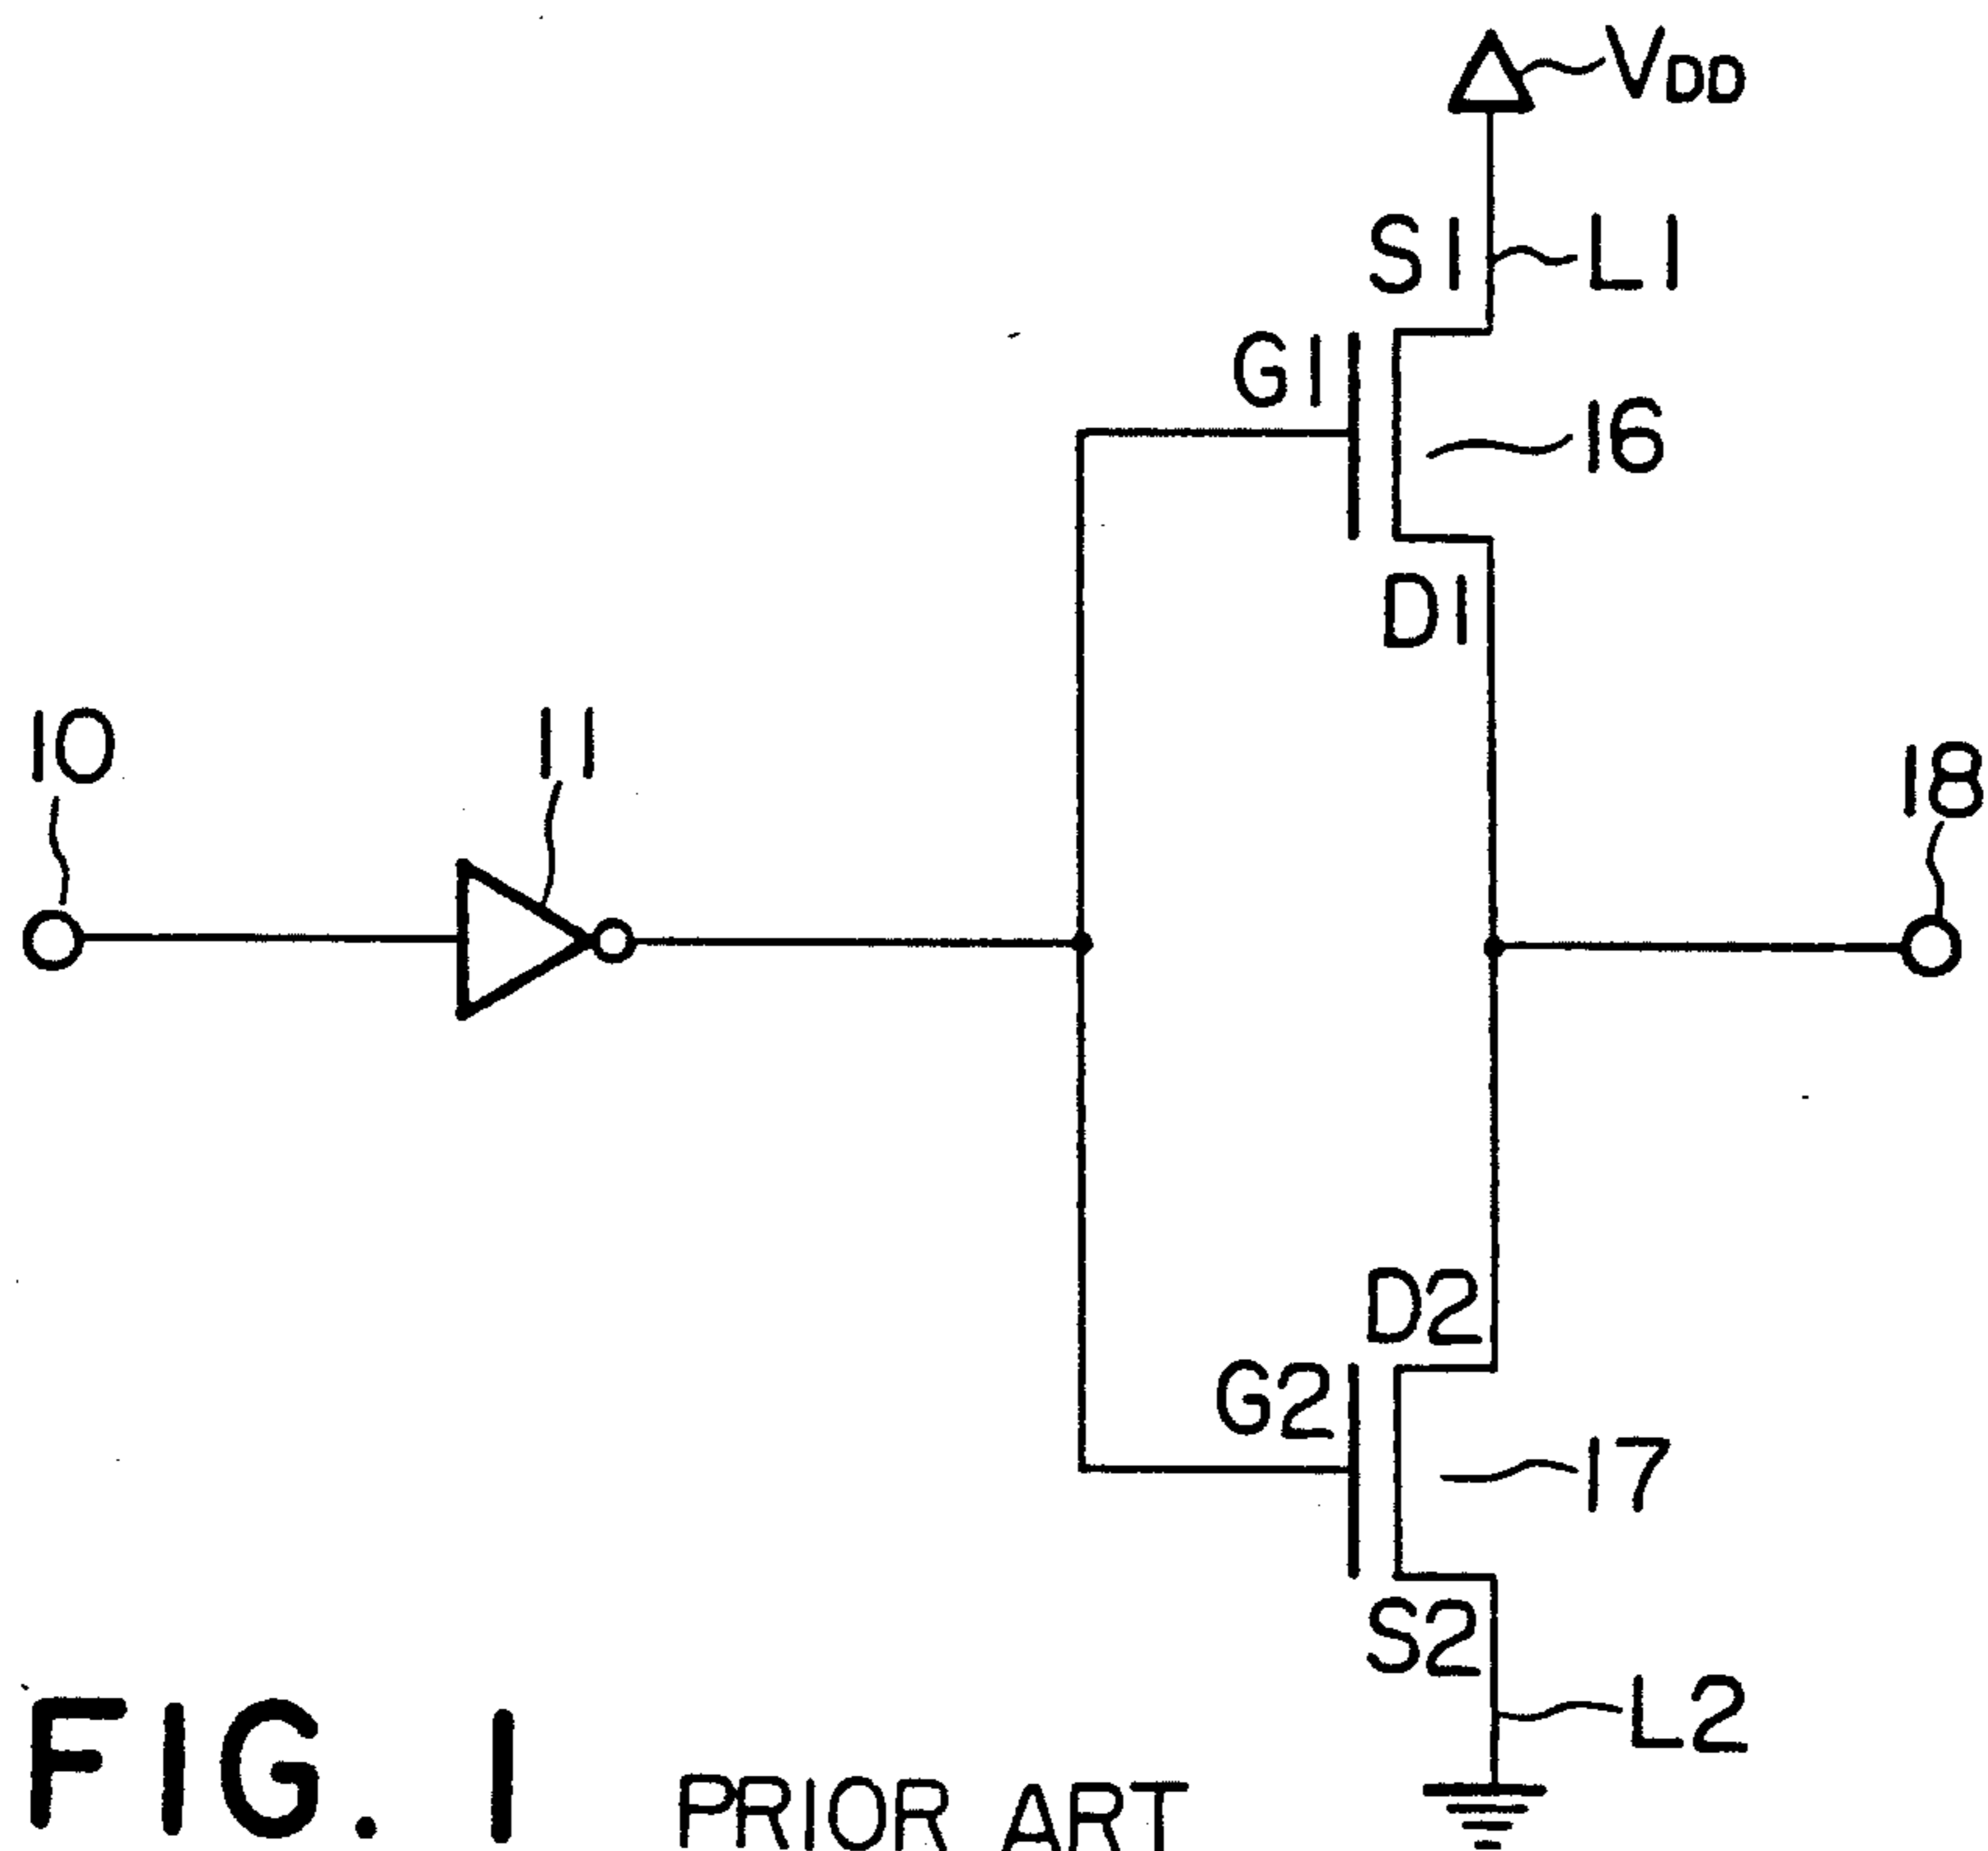 VDD
S1
L1
G1
16
D1
10
11
18
D2
G2
17
S2
L2
FIG. 1
PRIOR ART